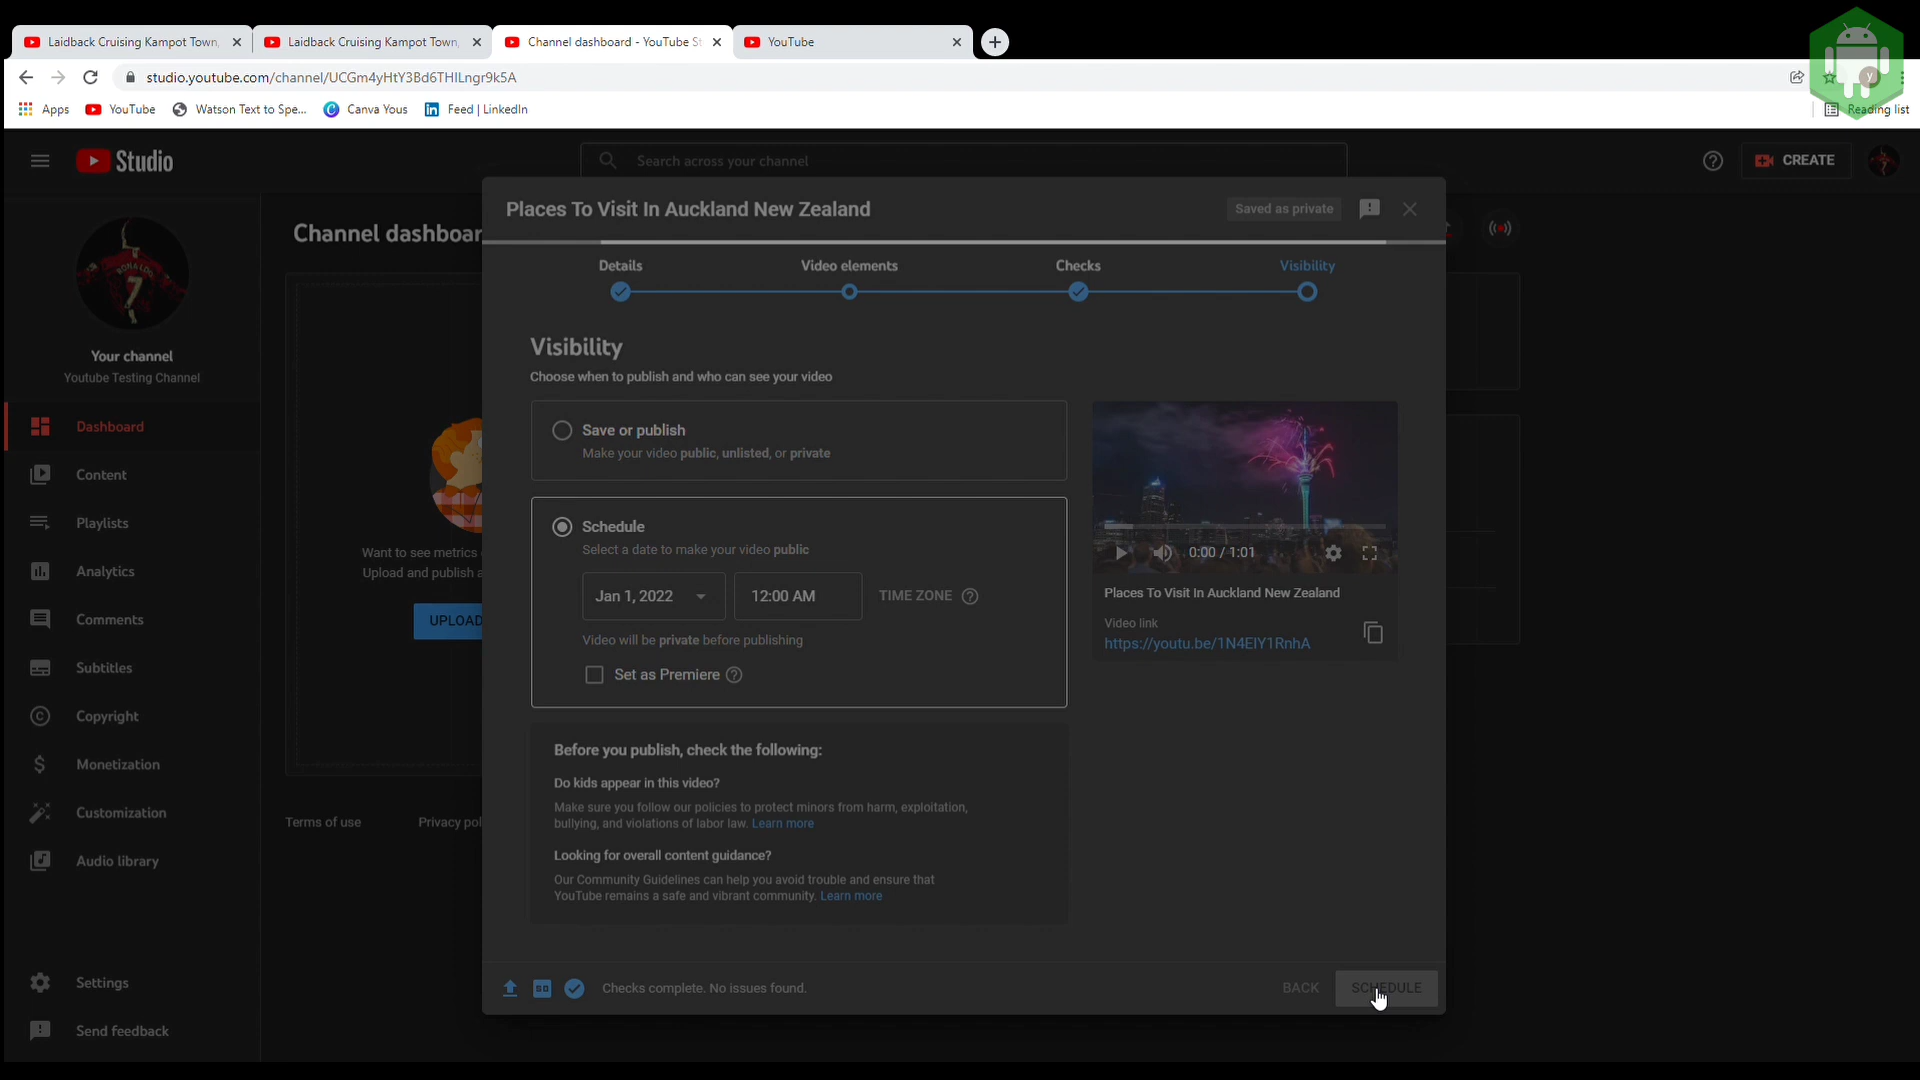 Laidback Cruising Kampot Town,
Laidback Cruising Kampot Town,
Channel dashboard - YouTube St
YouTube
studio.youtube.com/channel/UCGm4yHtY3Bd6THILngr9k5A
y
Apps
YouTube
Watson Text to Spe...
Canva Yous
Feed | LinkedIn
Reading list
Studio
Search across your channel
CREATE
Channel dashboar
Places To Visit In Auckland New Zealand
Saved as private
Details
Video elements
Checks
Visibility
RONALDO
7
Your channel
Youtube Testing Channel
Dashboard
Content
Playlists
Analytics
Comments
Subtitles
Copyright
Monetization
Customization
Audio library
Settings
Send feedback
Want to see metrics
Upload and publish a
UPLOAD
Terms of use
Privacy pol
Visibility
Choose when to publish and who can see your video
Save or publish
Make your video public, unlisted, or private
Schedule
Select a date to make your video public
Jan 1, 2022
12:00 AM
TIME ZONE
Video will be private before publishing
Set as Premiere
0:00 / 1:01
Places To Visit In Auckland New Zealand
Video link
https://youtu.be/1N4EIY1RnhA
Before you publish, check the following:
Do kids appear in this video?
Make sure you follow our policies to protect minors from harm, exploitation,
bullying, and violations of labor law. Learn more
Looking for overall content guidance?
Our Community Guidelines can help you avoid trouble and ensure that
YouTube remains a safe and vibrant community. Learn more
Checks complete. No issues found.
BACK
SCHEDULE